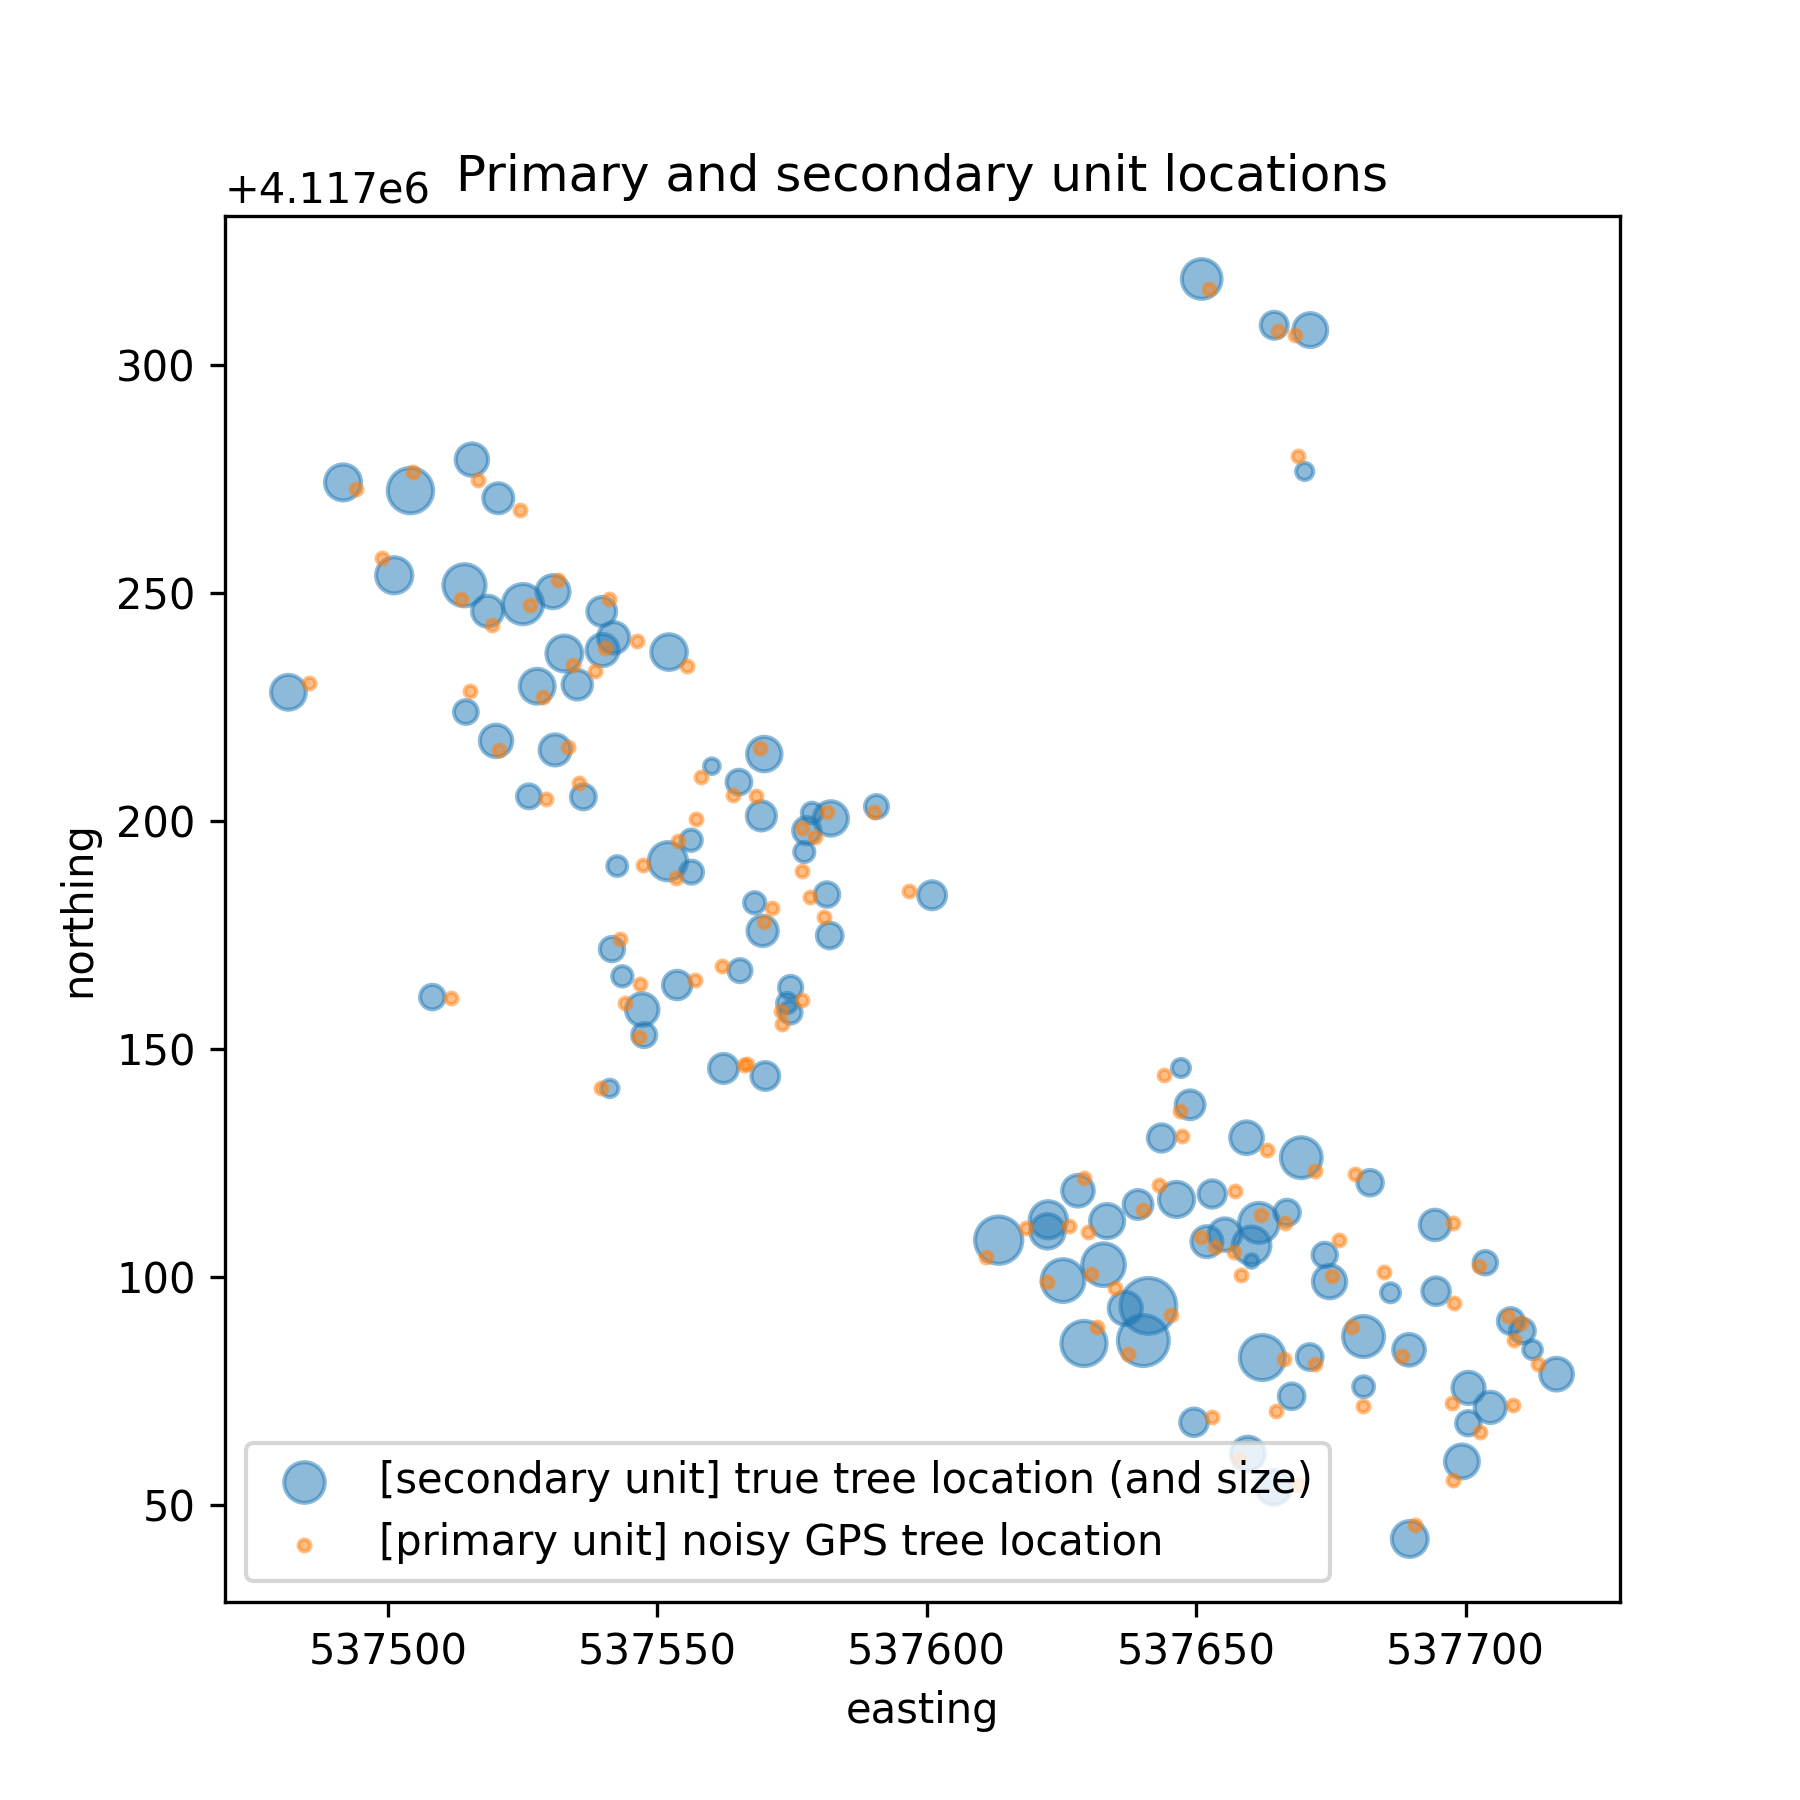 +4.117e6
Primary and secondary unit locations
300
250
200
150
100
50
northing
[secondary unit] true tree location (and size)
[primary unit] noisy GPS tree location
537500 537550 537600 537650 537700
easting